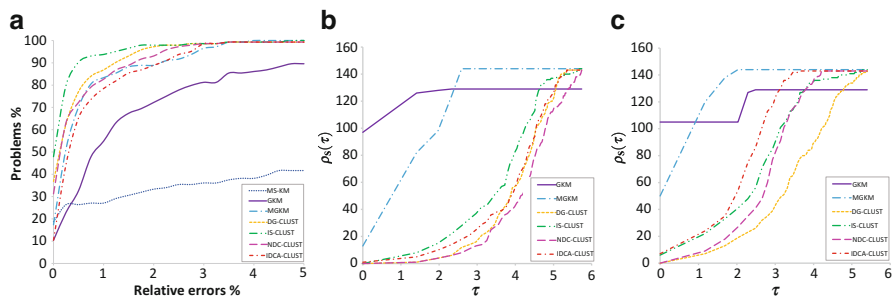 a
Problems %
100
90
80
70
60
50
40
30
20
10
0
0
1
2
3
4
5
Relative errors %
MS-KM
GKM
MGKM
DG-CLUST
IS-CLUST
NDC-CLUST
IDCA-CLUST
b
ρs(τ)
160
140
120
100
80
60
40
20
0
0
1
2
3
4
5
6
τ
GKM
MGKM
DG-CLUST
IS-CLUST
NDC-CLUST
IDCA-CLUST
c
ρs(τ)
160
140
120
100
80
60
40
20
0
0
1
2
3
4
5
6
τ
GKM
MGKM
DG-CLUST
IS-CLUST
NDC-CLUST
IDCA-CLUST